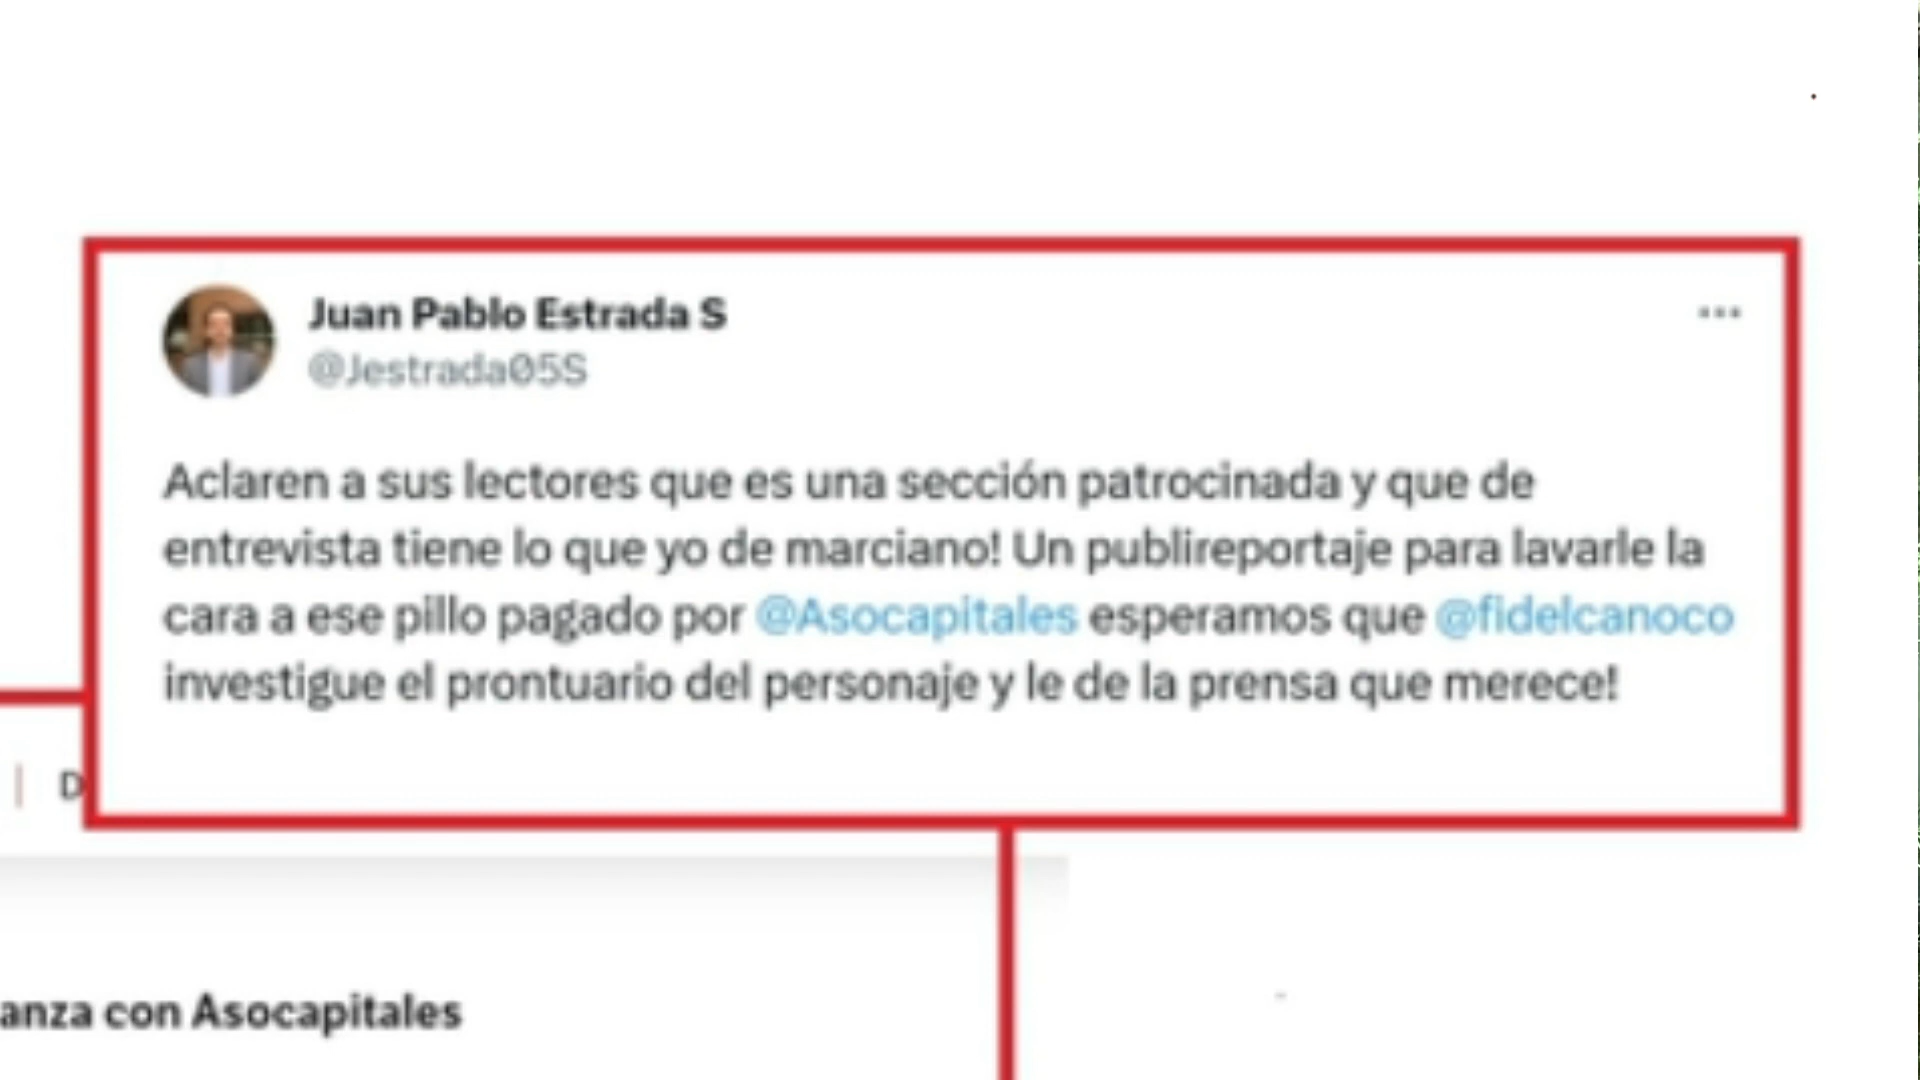 Juan Pablo Estrada S
@Jestrada05S
Aclaren a sus lectores que es una sección patrocinada y que de
entrevista tiene lo que yo de marciano! Un publireportaje para lavarle la
cara a ese pillo pagado por @Asocapitales esperamos que @fidelcanoco
investigue el prontuario del personaje y le de la prensa que merece!
D
anza con Asocapitales